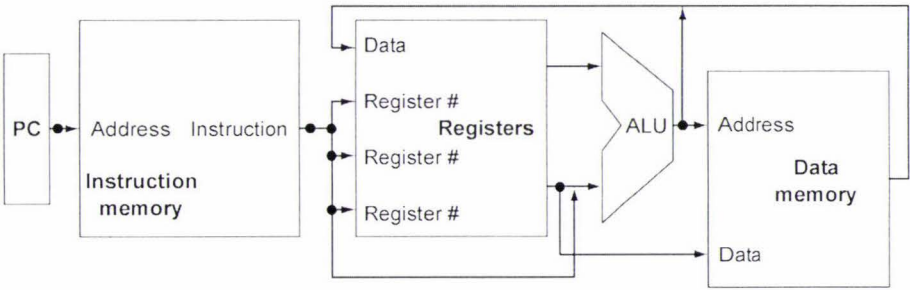 PC
Address
Instruction
Instruction
memory
Data
Register #
Register #
Register #
Registers
ALU
Address
Data
memory
Data